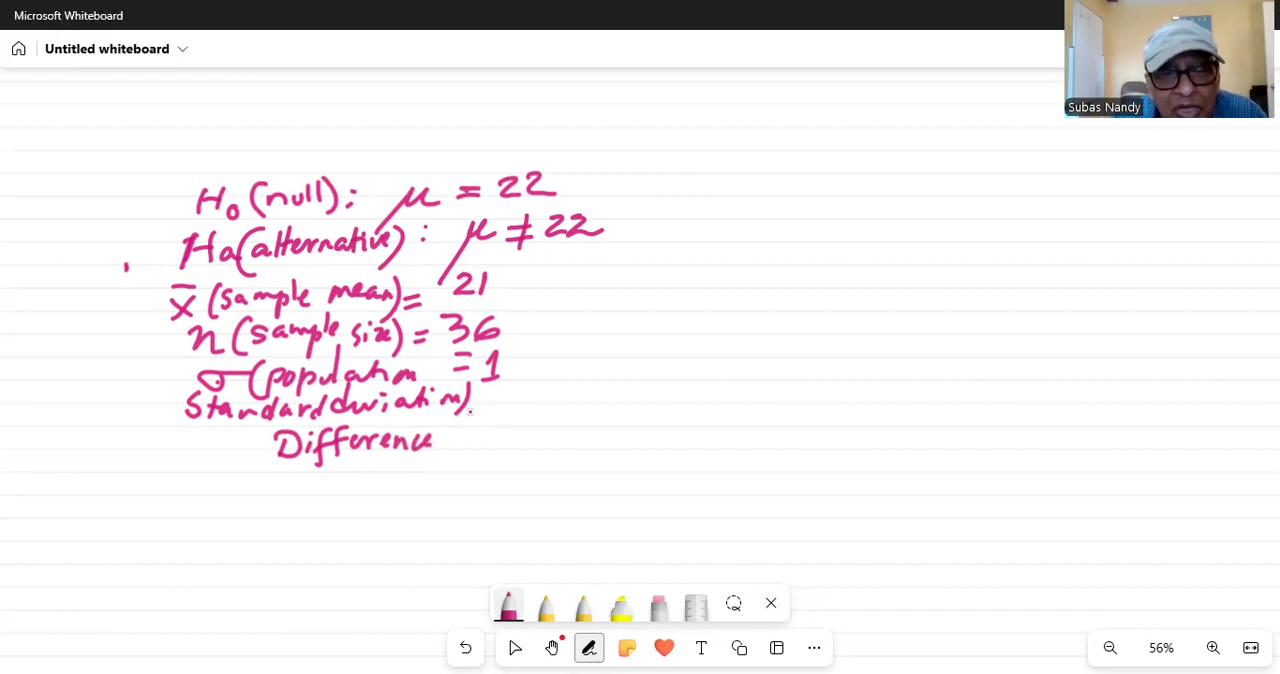 Microsoft Whiteboard
Untitled whiteboard
Subas Nandy
H₀ (null): μ = 22
Ha (alternative): μ ≠ 22
x̄ (sample mean) = 21
n (sample size) = 36
σ (population = 1
Standard deviation)
Difference
56%